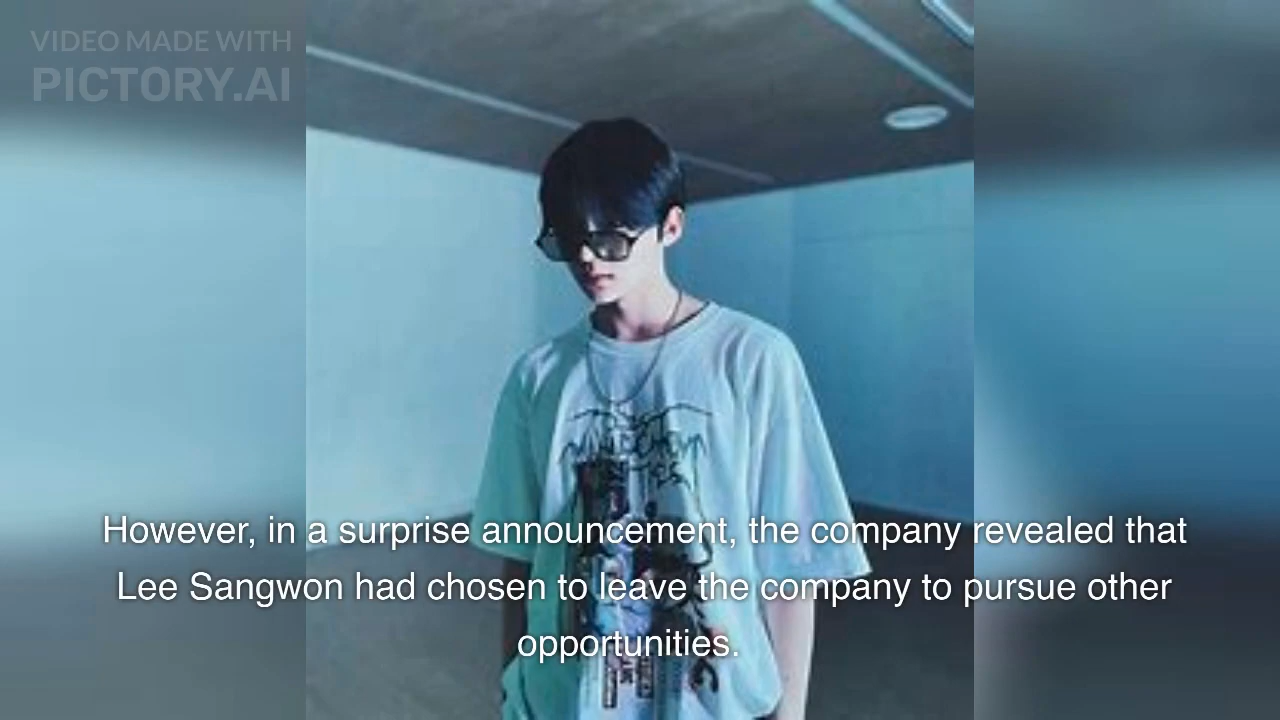 VIDEO MADE WITH
PICTORY.AI
However, in a surprise announcement, the company revealed that
Lee Sangwon had chosen to leave the company to pursue other
opportunities.